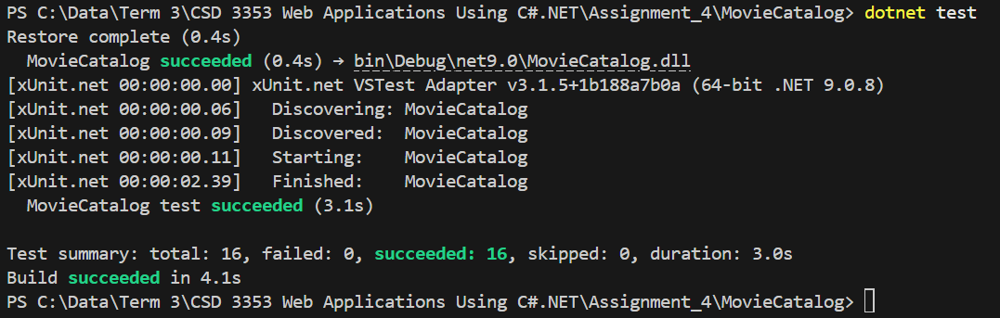 PS C:\Data\Term 3\CSD 3353 Web Applications Using C#.NET\Assignment_4\MovieCatalog> dotnet test
Restore complete (0.4s)
  MovieCatalog succeeded (0.4s) → bin\Debug\net9.0\MovieCatalog.dll
[xUnit.net 00:00:00.00] xUnit.net VSTest Adapter v3.1.5+1b188a7b0a (64-bit .NET 9.0.8)
[xUnit.net 00:00:00.06]   Discovering: MovieCatalog
[xUnit.net 00:00:00.09]   Discovered:  MovieCatalog
[xUnit.net 00:00:00.11]   Starting:    MovieCatalog
[xUnit.net 00:00:02.39]   Finished:    MovieCatalog
  MovieCatalog test succeeded (3.1s)

Test summary: total: 16, failed: 0, succeeded: 16, skipped: 0, duration: 3.0s
Build succeeded in 4.1s
PS C:\Data\Term 3\CSD 3353 Web Applications Using C#.NET\Assignment_4\MovieCatalog>